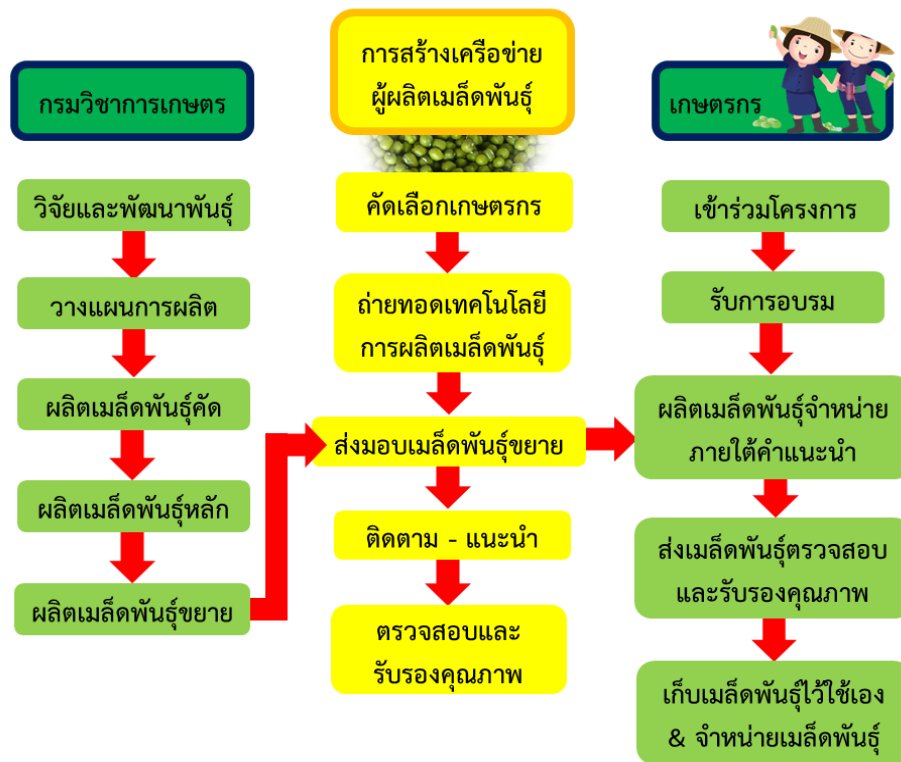 กรมวิชาการเกษตร
วิจัยและพัฒนาพันธุ์
วางแผนการผลิต
ผลิตเมล็ดพันธุ์คัด
ผลิตเมล็ดพันธุ์หลัก
ผลิตเมล็ดพันธุ์ขยาย
การสร้างเครือข่าย
ผู้ผลิตเมล็ดพันธุ์
คัดเลือกเกษตรกร
ถ่ายทอดเทคโนโลยี
การผลิตเมล็ดพันธุ์
ส่งมอบเมล็ดพันธุ์ขยาย
ติดตาม - แนะนำ
ตรวจสอบและ
รับรองคุณภาพ
เกษตรกร
เข้าร่วมโครงการ
รับการอบรม
ผลิตเมล็ดพันธุ์จำหน่าย
ภายใต้คำแนะนำ
ส่งเมล็ดพันธุ์ตรวจสอบ
และรับรองคุณภาพ
เก็บเมล็ดพันธุ์ไว้ใช้เอง
& จำหน่ายเมล็ดพันธุ์